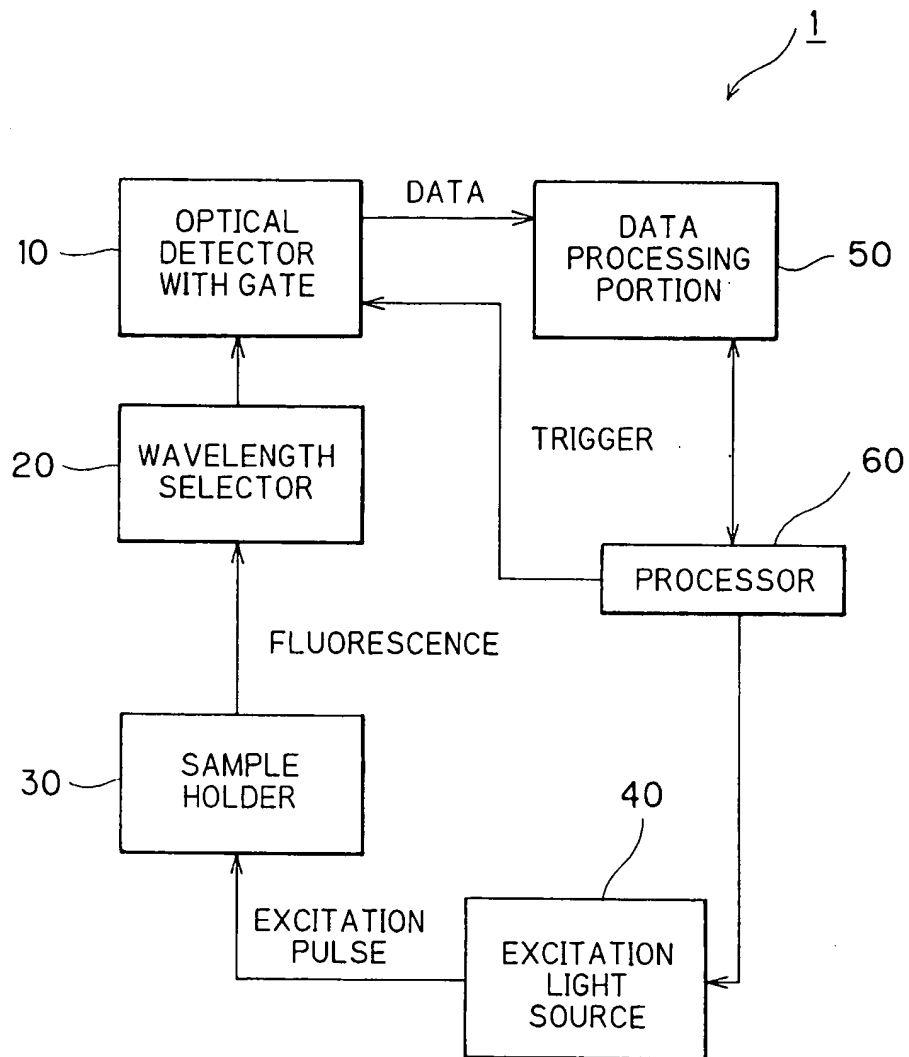 1
DATA
OPTICAL
DETECTOR
WITH GATE
10
DATA
PROCESSING
PORTION
50
TRIGGER
20
WAVELENGTH
SELECTOR
60
PROCESSOR
FLUORESCENCE
30
SAMPLE
HOLDER
40
EXCITATION
PULSE
EXCITATION
LIGHT
SOURCE